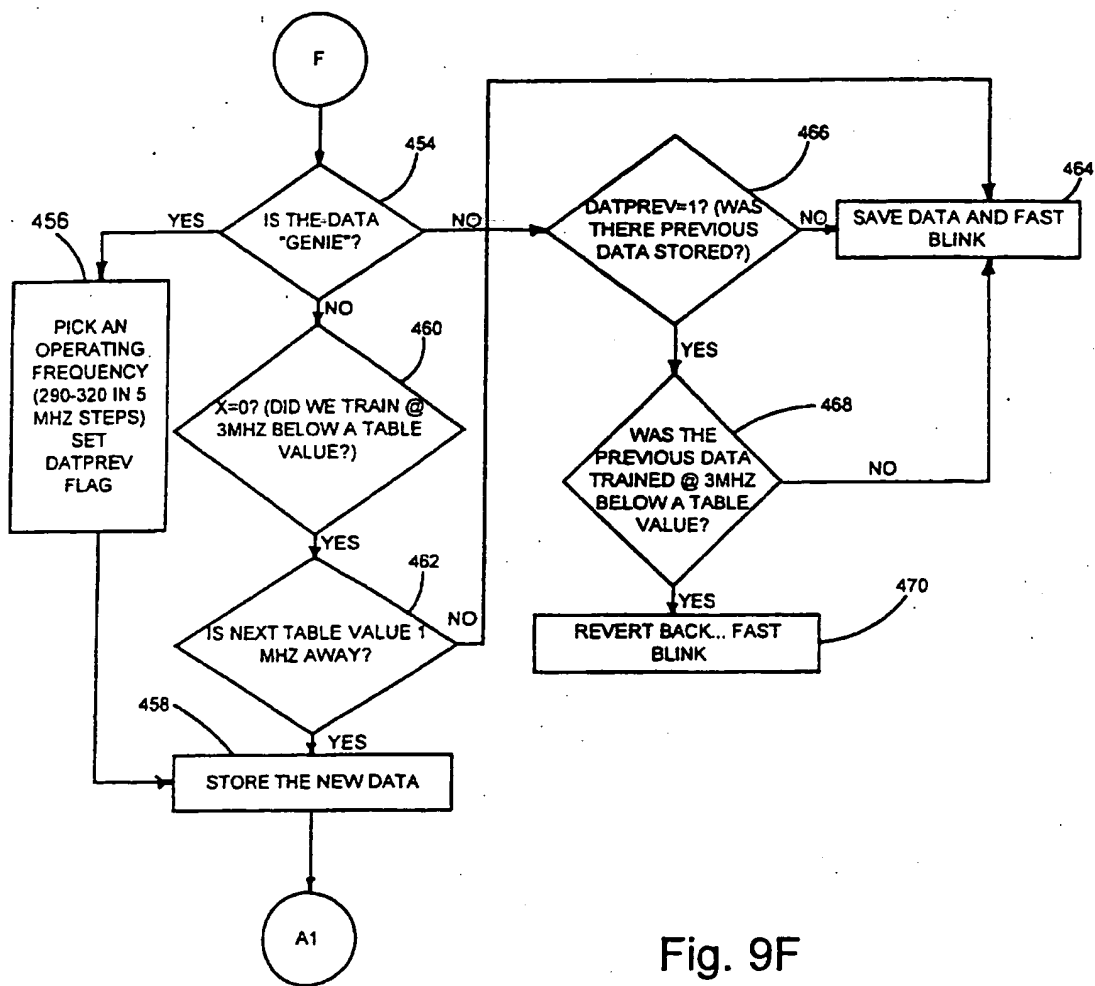 F
454
IS THE DATA
"GENIE"?
YES
NO
NO
456
PICK AN
OPERATING
FREQUENCY
(290-320 IN 5
MHZ STEPS)
SET
DATPREV
FLAG
460
X=0? (DID WE TRAIN @
3MHZ BELOW A TABLE
VALUE?)
YES
462
IS NEXT TABLE VALUE 1
MHZ AWAY?
NO
YES
458
STORE THE NEW DATA
A1
466
DATPREV=1? (WAS
THERE PREVIOUS
DATA STORED?)
NO
YES
464
SAVE DATA AND FAST
BLINK
468
WAS THE
PREVIOUS DATA
TRAINED @ 3MHZ
BELOW A TABLE
VALUE?
NO
YES
470
REVERT BACK... FAST
BLINK
Fig. 9F